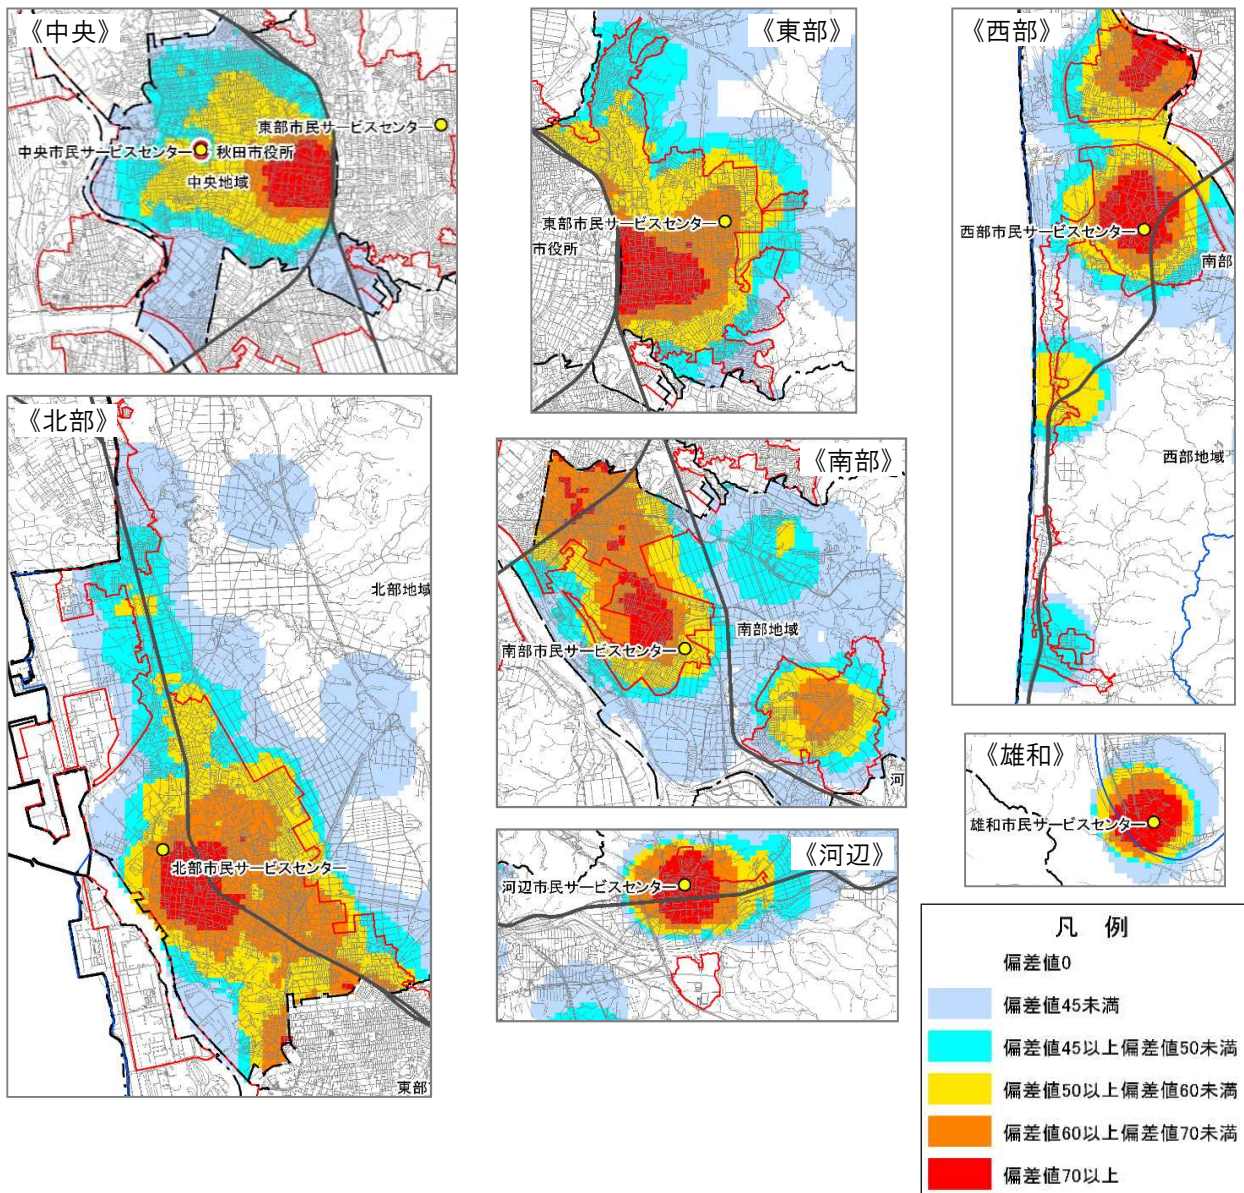 《中央》
東部市民サービスセンター
中央市民サービスセンター
秋田市役所
中央地域
《東部》
東部市民サービスセンター
市役所
《西部》
西部市民サービスセンター
南部
西部地域
《北部》
北部地域
北部市民サービスセンター
東部
《南部》
南部地域
南部市民サービスセンター
河
《河辺》
河辺市民サービスセンター
《雄和》
雄和市民サービスセンター
凡 例
偏差値0
偏差値45未満
偏差値45以上偏差値50未満
偏差値50以上偏差値60未満
偏差値60以上偏差値70未満
偏差値70以上